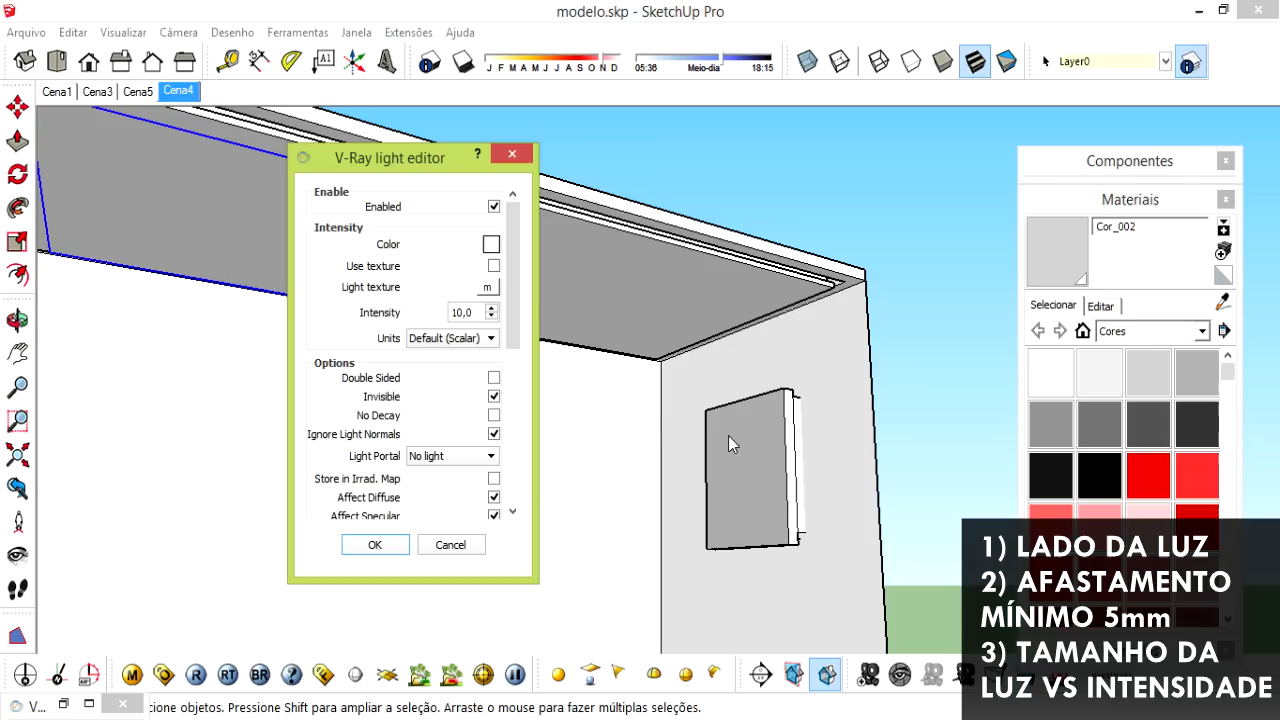 modelo.skp - SketchUp Pro
Arquivo Editar Visualizar Câmera Desenho Ferramentas Janela Extensões Ajuda
A1
J F M A M J J A S O N D
05:36 Meio-dia 18:15
Layer0
Cena1 Cena3 Cena5 Cena4
V-Ray light editor ?
Enable
Enabled
Intensity
Color
Use texture
Light texture m
Intensity 10,0
Units Default (Scalar)
Options
Double Sided
Invisible
No Decay
Ignore Light Normals
Light Portal No light
Store in Irrad. Map
Affect Diffuse
Affect Specular
OK Cancel
Componentes
Materiais
Cor_002
Selecionar Editar
Cores
1) LADO DA LUZ
2) AFASTAMENTO
MÍNIMO 5mm
3) TAMANHO DA
LUZ VS INTENSIDADE
M R RT BR
V...
cione objetos. Pressione Shift para ampliar a seleção. Arraste o mouse para fazer múltiplas seleções.